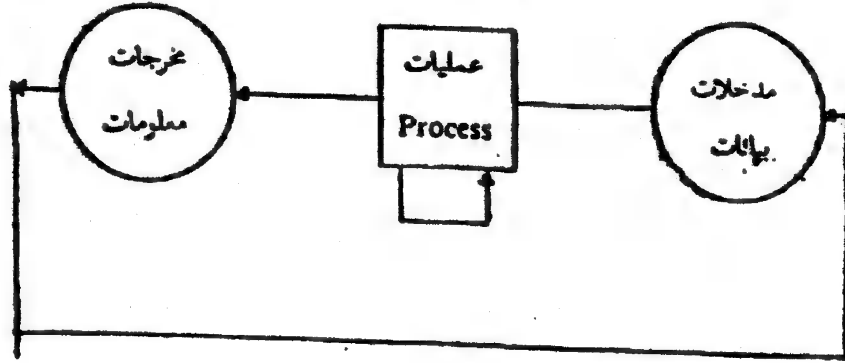 مدخلات
بيانات
عمليات
Process
مخرجات
معلومات